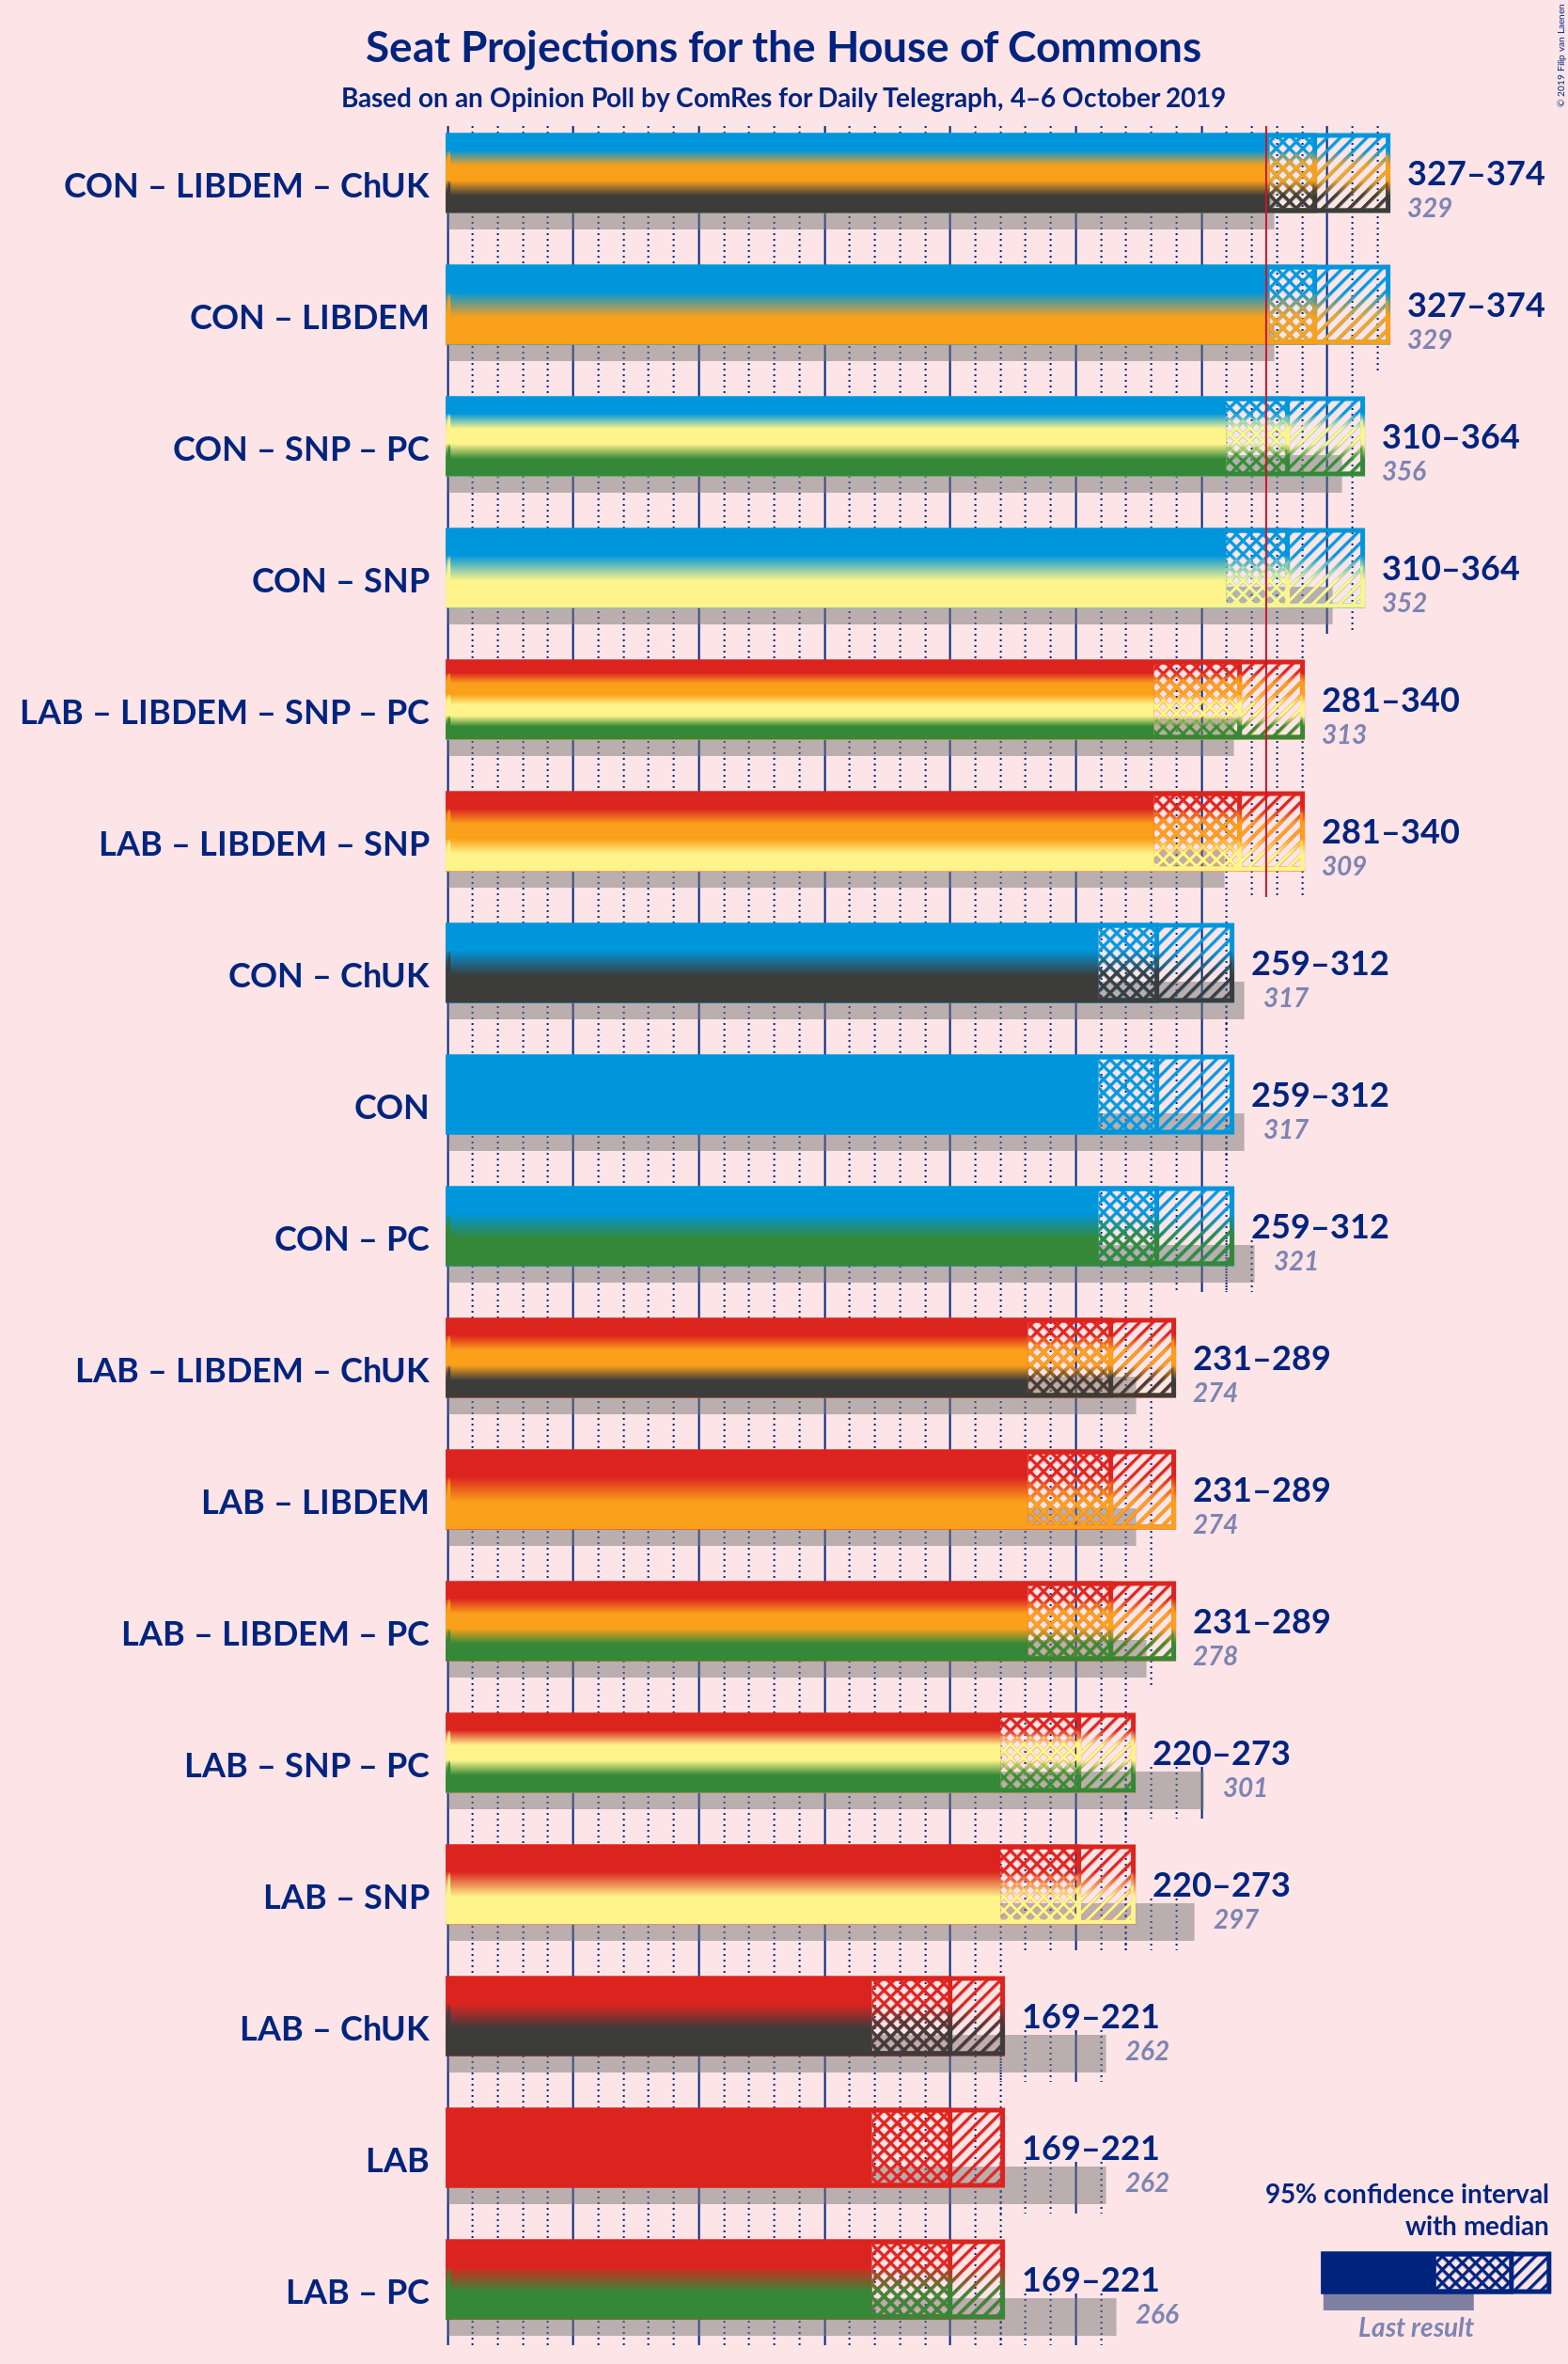 © 2019 Filip van Laenen
Seat Projections for the House of Commons
Based on an Opinion Poll by ComRes for Daily Telegraph, 4–6 October 2019
CON – LIBDEM – ChUK
327–374
329
CON – LIBDEM
327–374
329
CON – SNP – PC
310–364
356
CON – SNP
310–364
352
LAB – LIBDEM – SNP – PC
281–340
313
LAB – LIBDEM – SNP
281–340
309
CON – ChUK
259–312
317
CON
259–312
317
CON – PC
259–312
321
LAB – LIBDEM – ChUK
231–289
274
LAB – LIBDEM
231–289
274
LAB – LIBDEM – PC
231–289
278
LAB – SNP – PC
220–273
301
LAB – SNP
220–273
297
LAB – ChUK
169–221
262
LAB
169–221
262
LAB – PC
169–221
266
95% confidence interval
with median
Last result